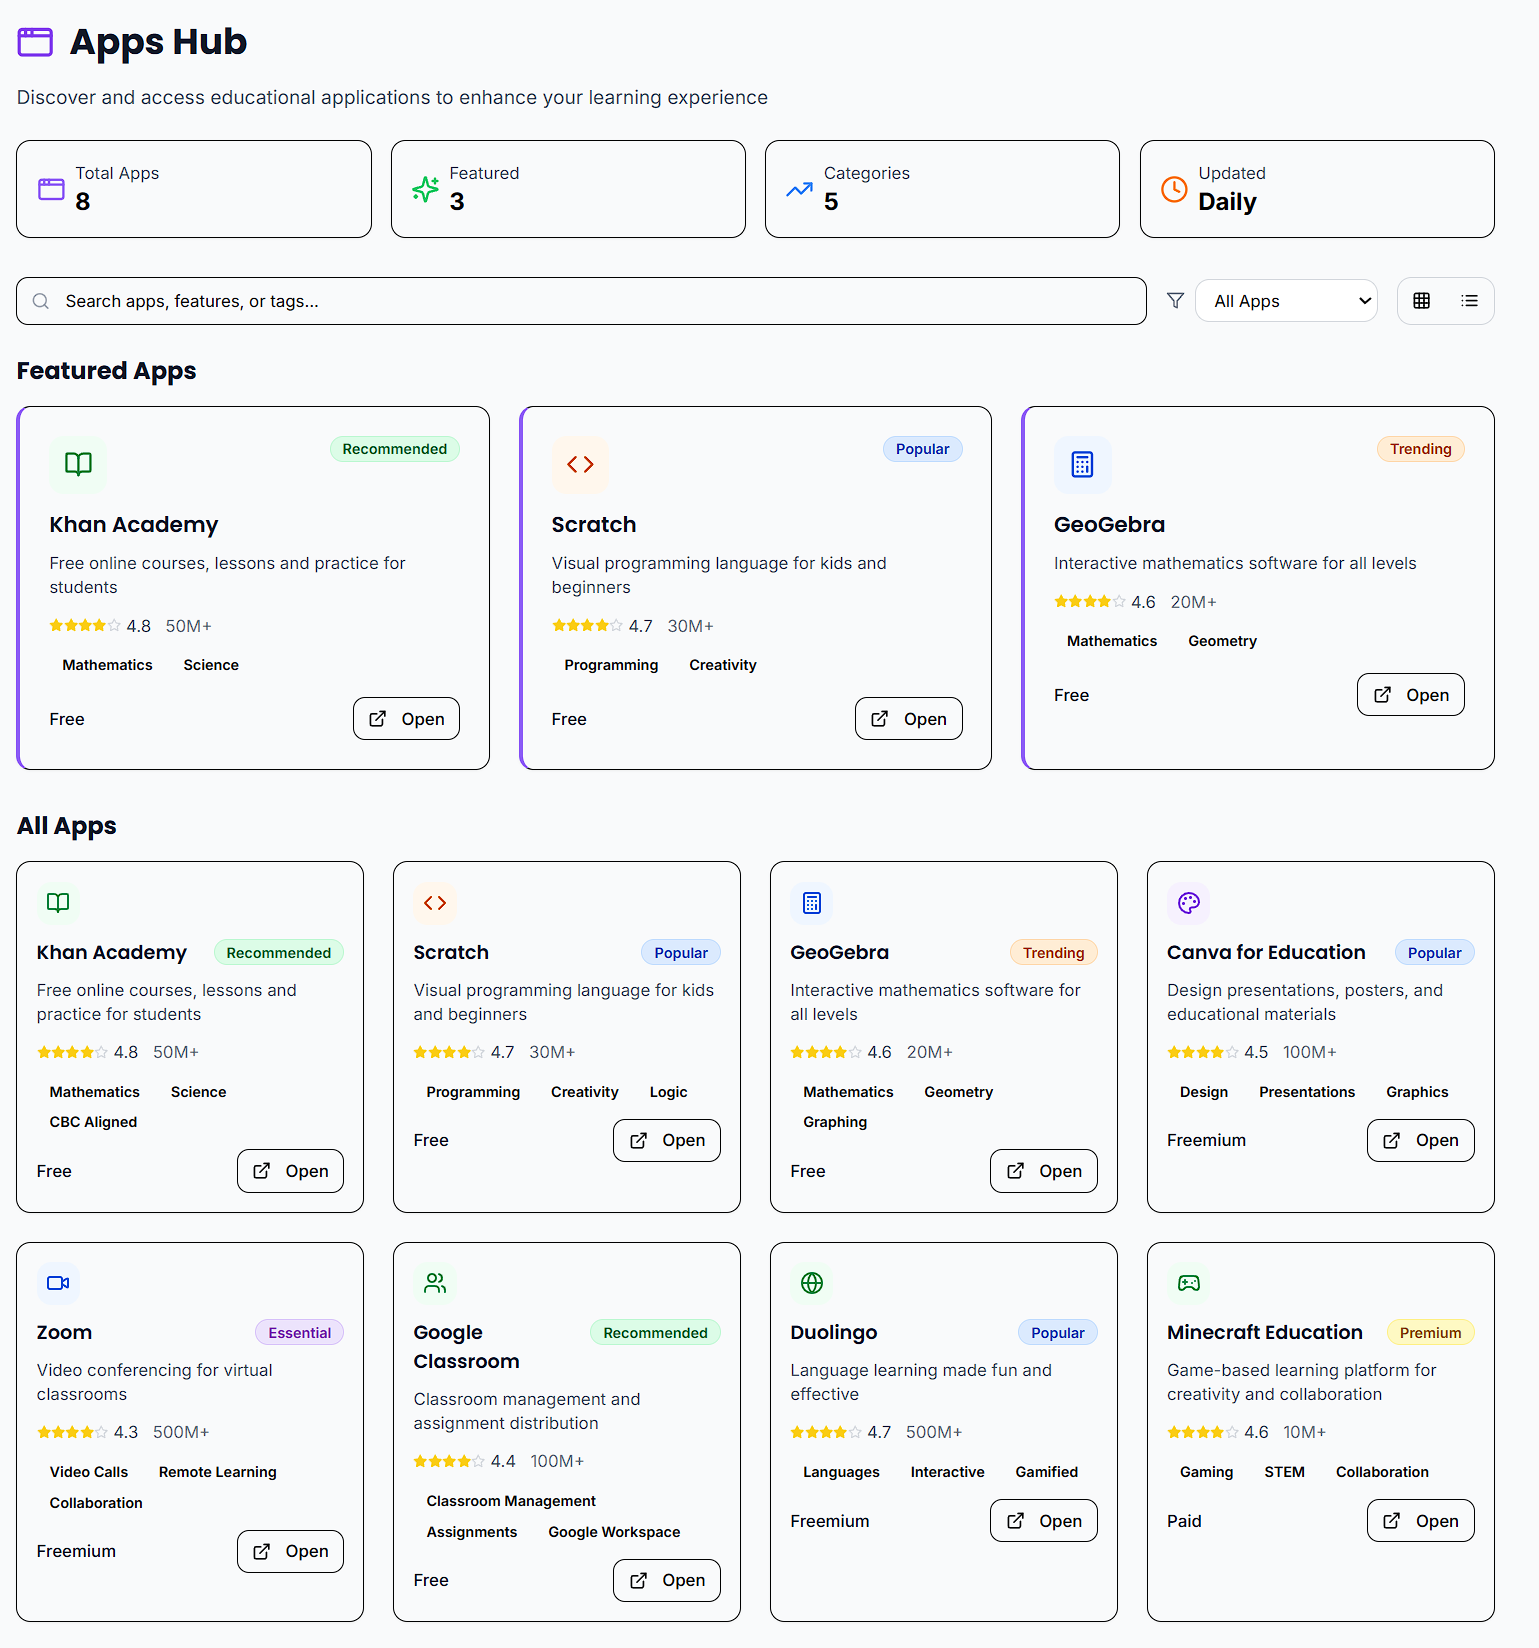 Apps Hub
Discover and access educational applications to enhance your learning experience
Total Apps
8
Featured
3
Categories
5
Updated
Daily
Search apps, features, or tags...
All Apps
Featured Apps
Recommended
Khan Academy
Free online courses, lessons and practice for
students
4.8 50M+
Mathematics Science
Free Open
Popular
Scratch
Visual programming language for kids and
beginners
4.7 30M+
Programming Creativity
Free Open
Trending
GeoGebra
Interactive mathematics software for all levels
4.6 20M+
Mathematics Geometry
Free Open
All Apps
Khan Academy Recommended
Free online courses, lessons and
practice for students
4.8 50M+
Mathematics Science
CBC Aligned
Free Open
Scratch Popular
Visual programming language for kids
and beginners
4.7 30M+
Programming Creativity Logic
Free Open
GeoGebra Trending
Interactive mathematics software for
all levels
4.6 20M+
Mathematics Geometry
Graphing
Free Open
Canva for Education Popular
Design presentations, posters, and
educational materials
4.5 100M+
Design Presentations Graphics
Freemium Open
Zoom Essential
Video conferencing for virtual
classrooms
4.3 500M+
Video Calls Remote Learning
Collaboration
Freemium Open
Google Recommended
Classroom
Classroom management and
assignment distribution
4.4 100M+
Classroom Management
Assignments Google Workspace
Free Open
Duolingo Popular
Language learning made fun and
effective
4.7 500M+
Languages Interactive Gamified
Freemium Open
Minecraft Education Premium
Game-based learning platform for
creativity and collaboration
4.6 10M+
Gaming STEM Collaboration
Paid Open